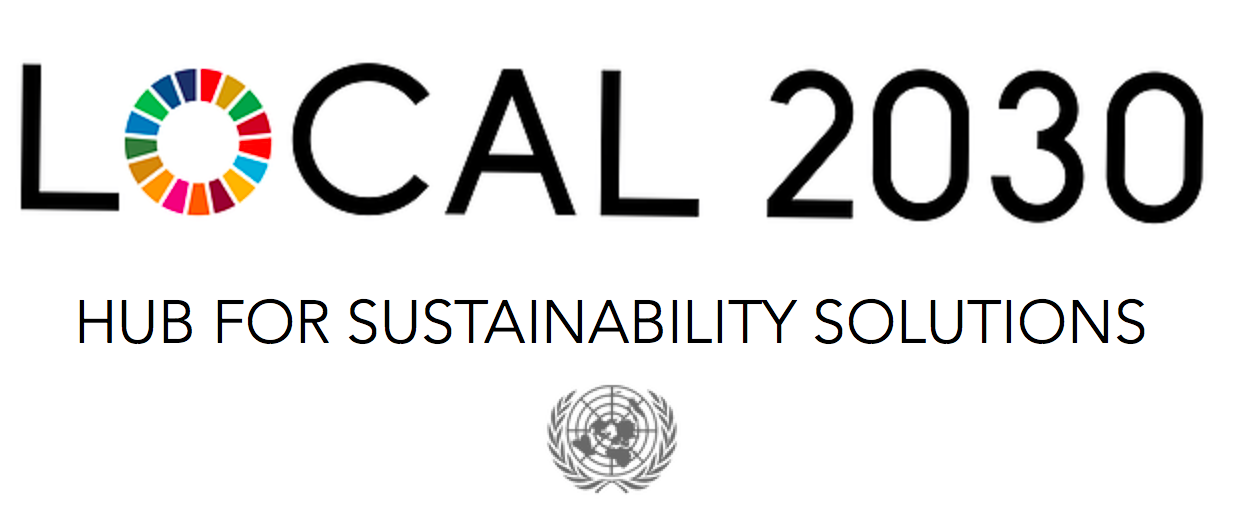 LOCAL 2030
HUB FOR SUSTAINABILITY SOLUTIONS